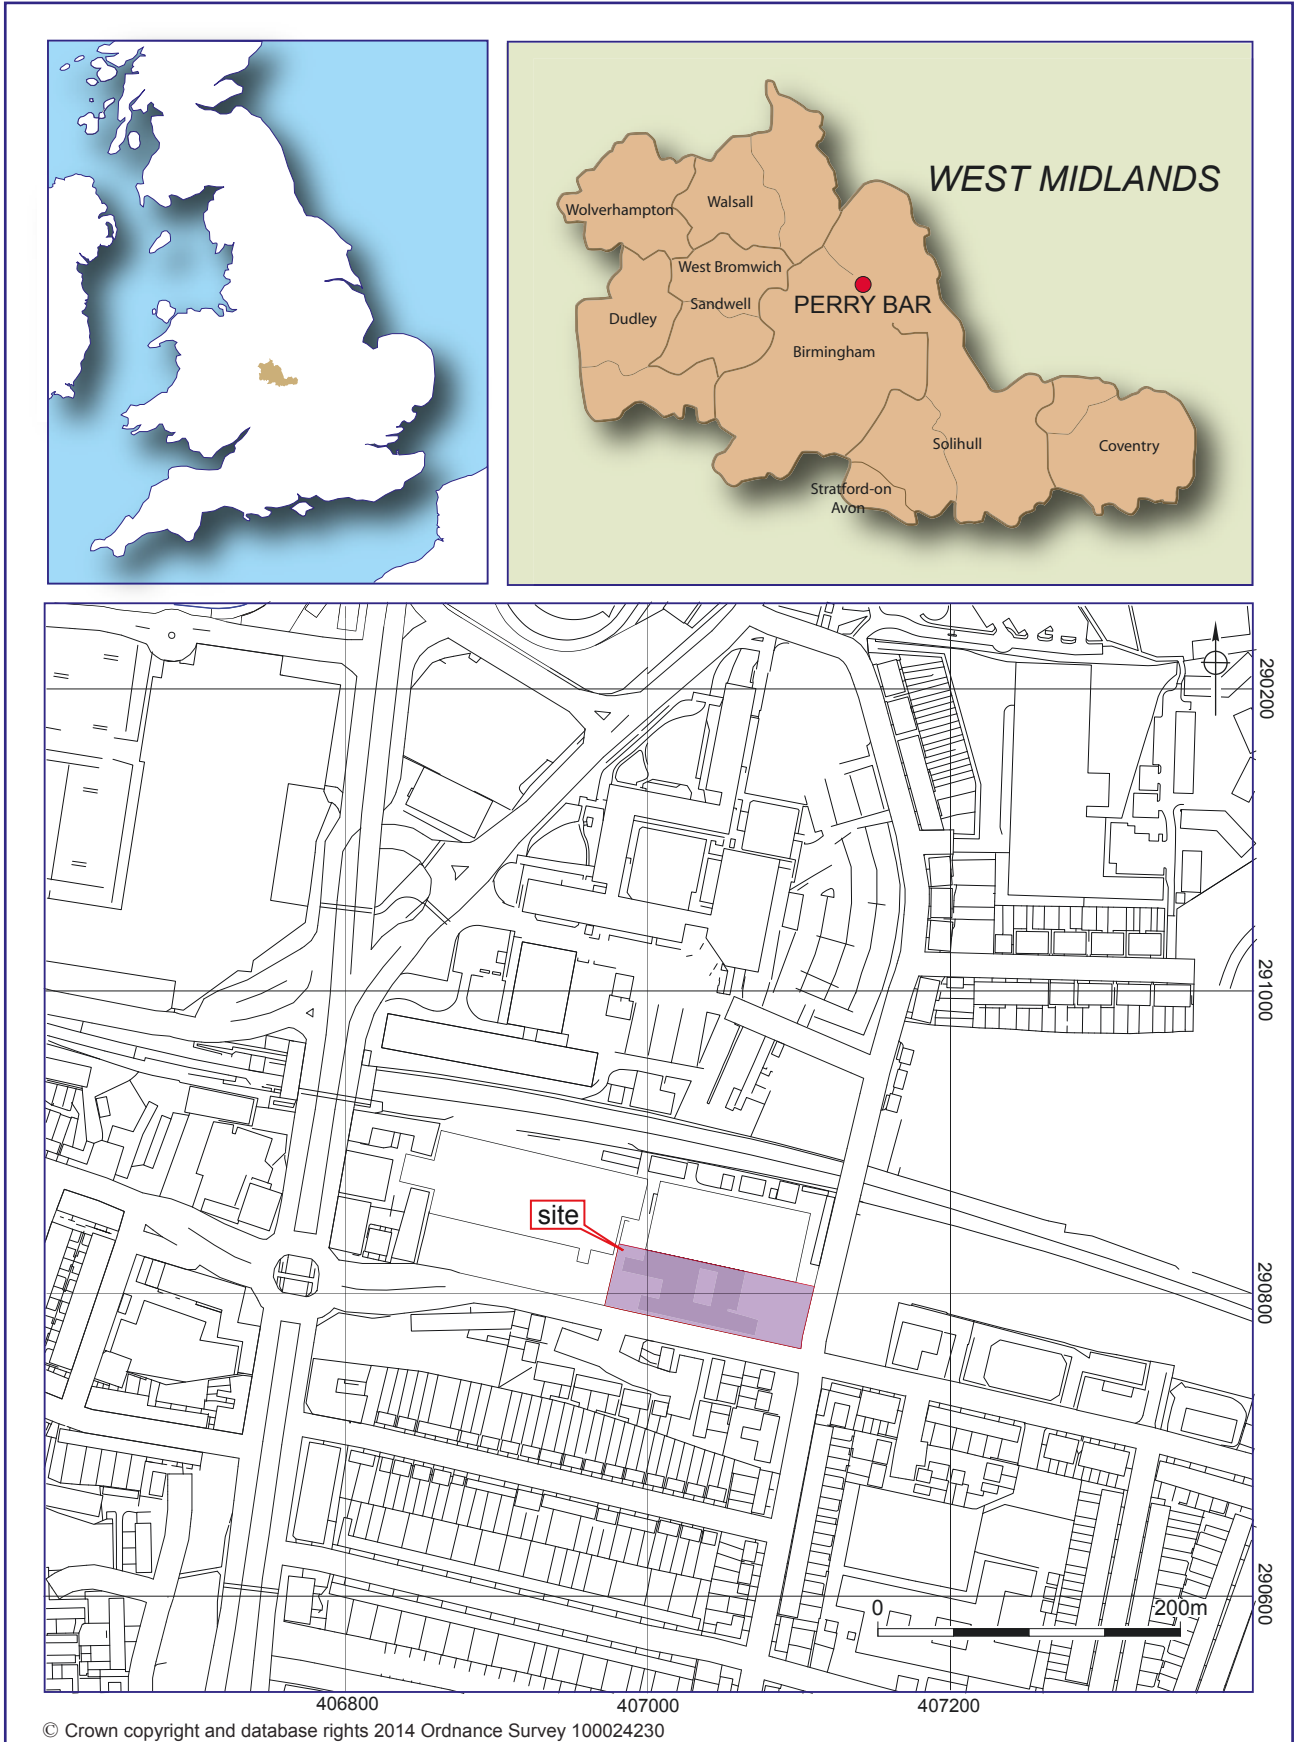 WEST MIDLANDS
Wolverhampton
Walsall
West Bromwich
Sandwell
Dudley
PERRY BAR
Birmingham
Solihull
Coventry
Stratford-on
Avon
290200
291000
site
290800
290600
0
200m
406800
407000
407200
© Crown copyright and database rights 2014 Ordnance Survey 100024230